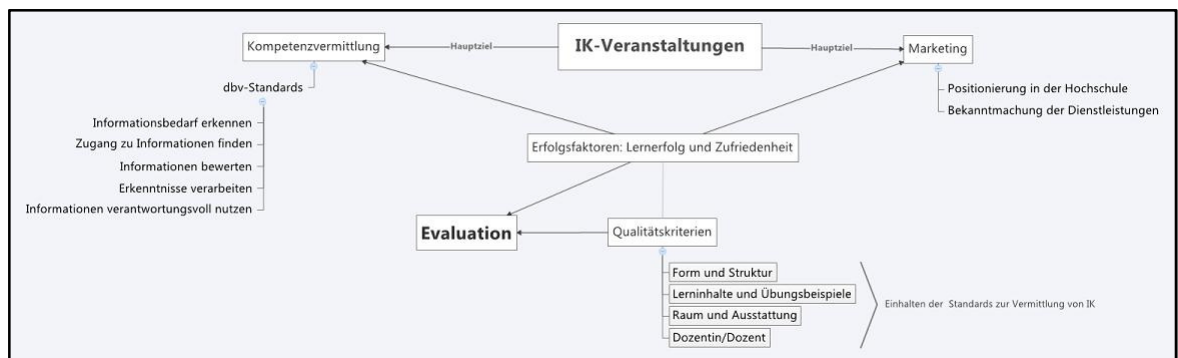 IK-Veranstaltungen
Hauptziel
Hauptziel
Kompetenzvermittlung
Marketing
dbv-Standards
Positionierung in der Hochschule
Bekanntmachung der Dienstleistungen
Informationsbedarf erkennen
Zugang zu Informationen finden
Informationen bewerten
Erkenntnisse verarbeiten
Informationen verantwortungsvoll nutzen
Erfolgsfaktoren: Lernerfolg und Zufriedenheit
Evaluation
Qualitätskriterien
Form und Struktur
Lerninhalte und Übungsbeispiele
Raum und Ausstattung
Dozentin/Dozent
Einhalten der Standards zur Vermittlung von IK